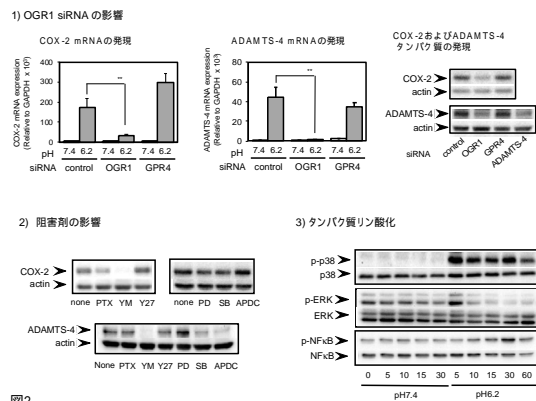 1) OGR1 siRNA の影響
COX-2 mRNAの発現
COX-2 mRNA expression
(Relative to GAPDH x 10³)
400
320
240
160
80
0
**
pH 7.4 6.2 7.4 6.2 7.4 6.2
siRNA control OGR1 GPR4
ADAMTS-4 mRNAの発現
ADAMTS-4 mRNA expression
(Relative to GAPDH x 10³)
80
60
40
20
0
**
pH 7.4 6.2 7.4 6.2 7.4 6.2
siRNA control OGR1 GPR4
COX-2およびADAMTS-4
タンパク質の発現
COX-2
actin
ADAMTS-4
actin
siRNA control OGR1 GPR4 ADAMTS-4
2) 阻害剤の影響
COX-2
actin
none PTX YM Y27 none PD SB APDC
ADAMTS-4
actin
None PTX YM Y27 PD SB APDC
3) タンパク質リン酸化
p-p38
p38
p-ERK
ERK
p-NFκB
NFκB
0 5 10 15 30 5 10 15 30 60
pH7.4 pH6.2
図2